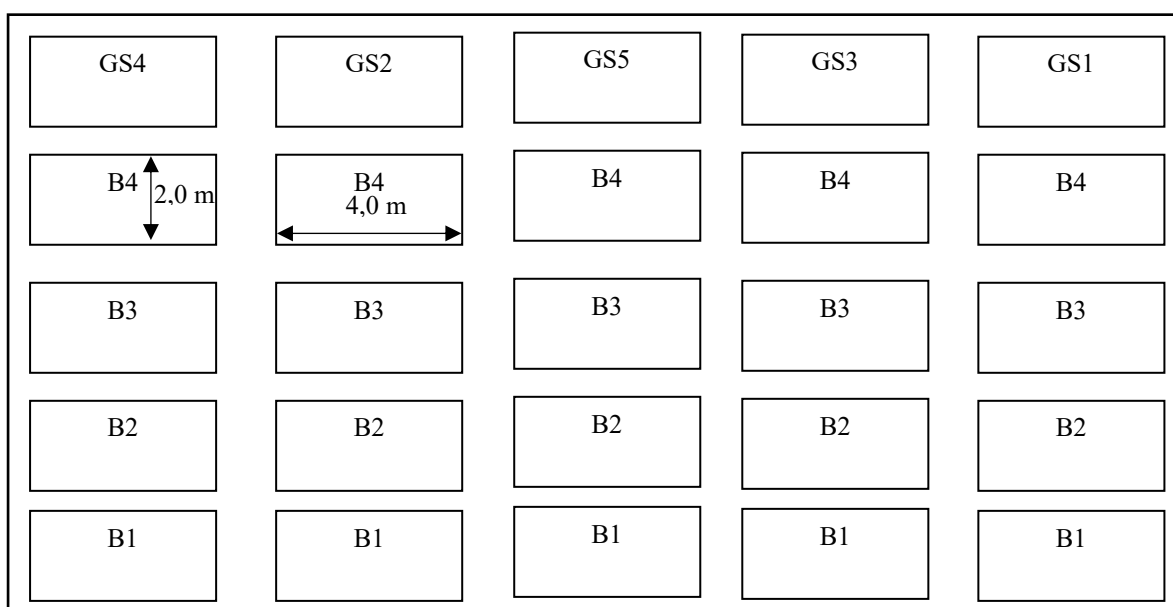 GS4 GS2 GS5 GS3 GS1
B4 B4 B4 B4 B4
2,0 m 4,0 m
B3 B3 B3 B3 B3
B2 B2 B2 B2 B2
B1 B1 B1 B1 B1